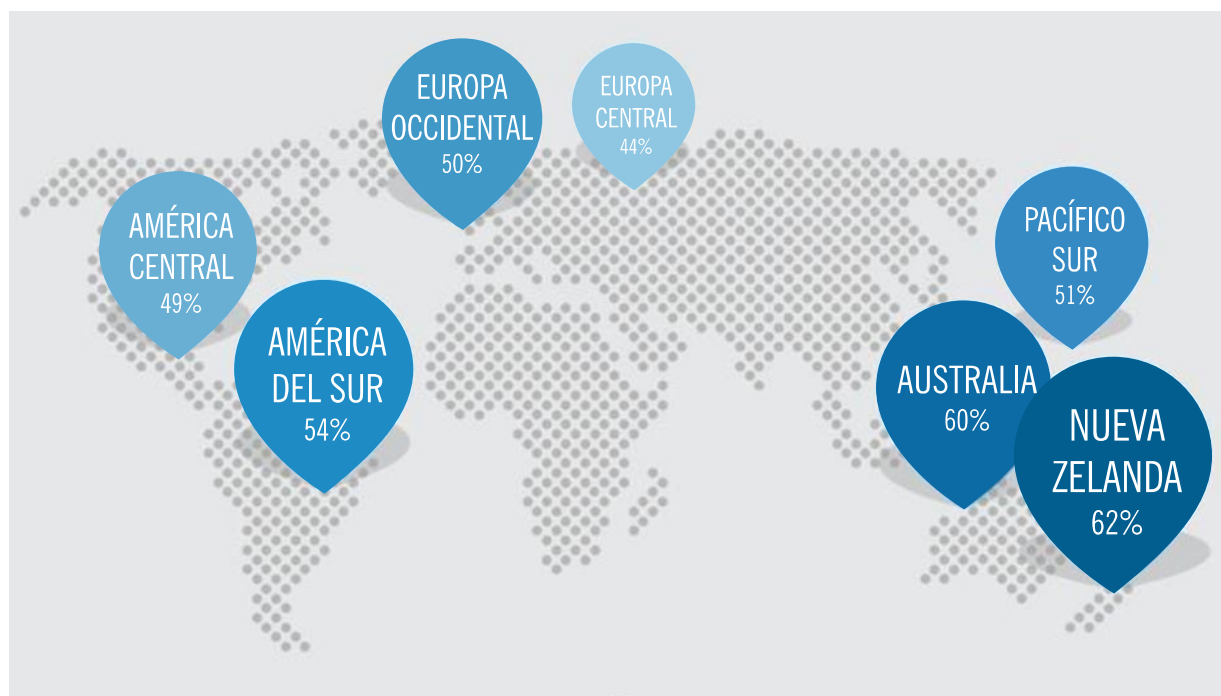 EUROPA
OCCIDENTAL
50%
EUROPA
CENTRAL
44%
AMÉRICA
CENTRAL
49%
AMÉRICA
DEL SUR
54%
PACÍFICO
SUR
51%
AUSTRALIA
60%
NUEVA
ZELANDA
62%